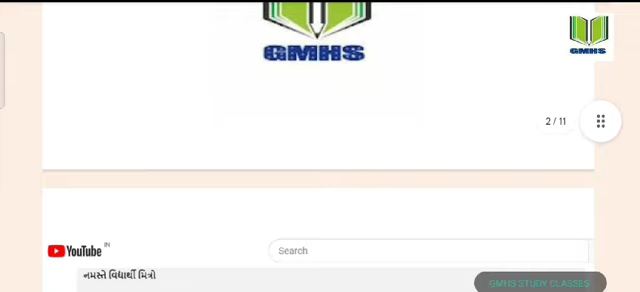 GMHS
GMHS
2 / 11
YouTube IN
Search
નમસ્તે વિદ્યાર્થી મિત્રો
GMHS STUDY CLASSES